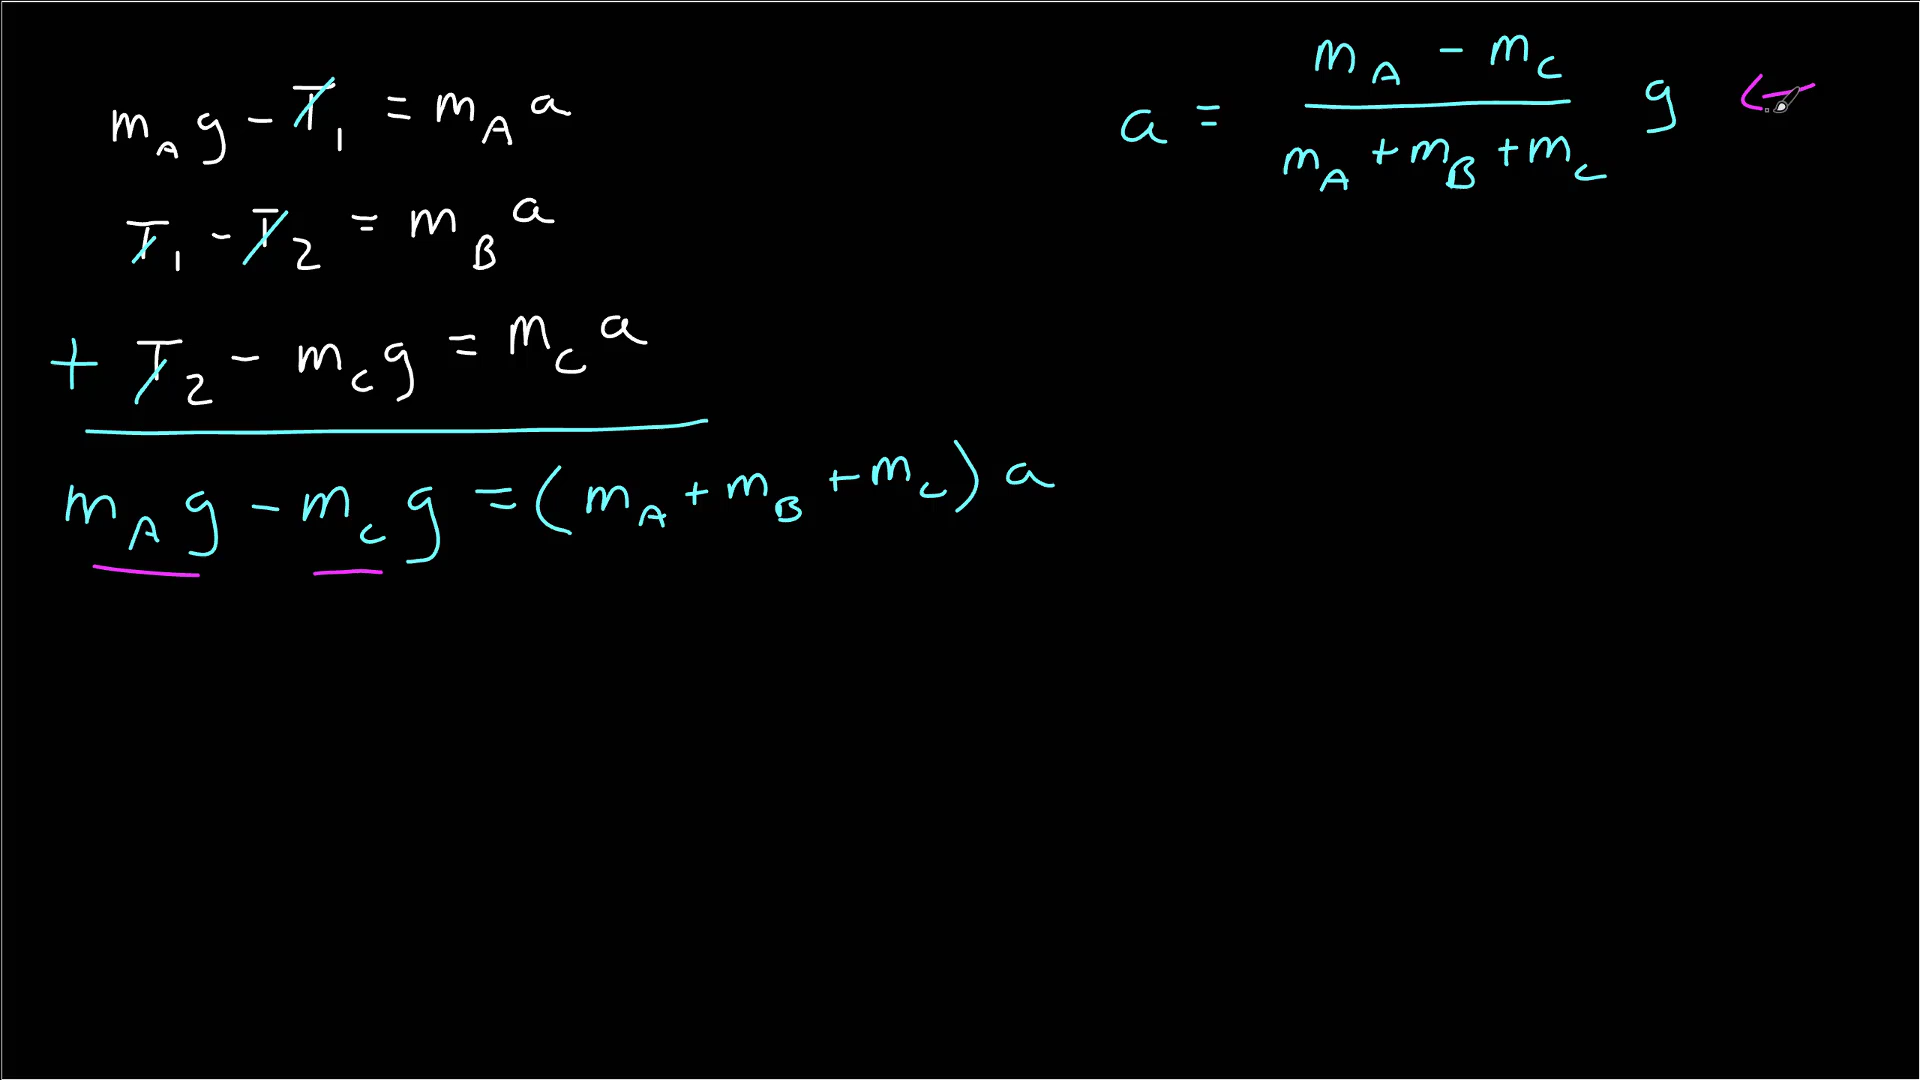 m_A g - T_1 = m_A a
T_1 - T_2 = m_B a
+ T_2 - m_C g = m_C a
m_A g - m_C g = (m_A + m_B + m_C) a
a = \frac{m_A - m_C}{m_A + m_B + m_C} g